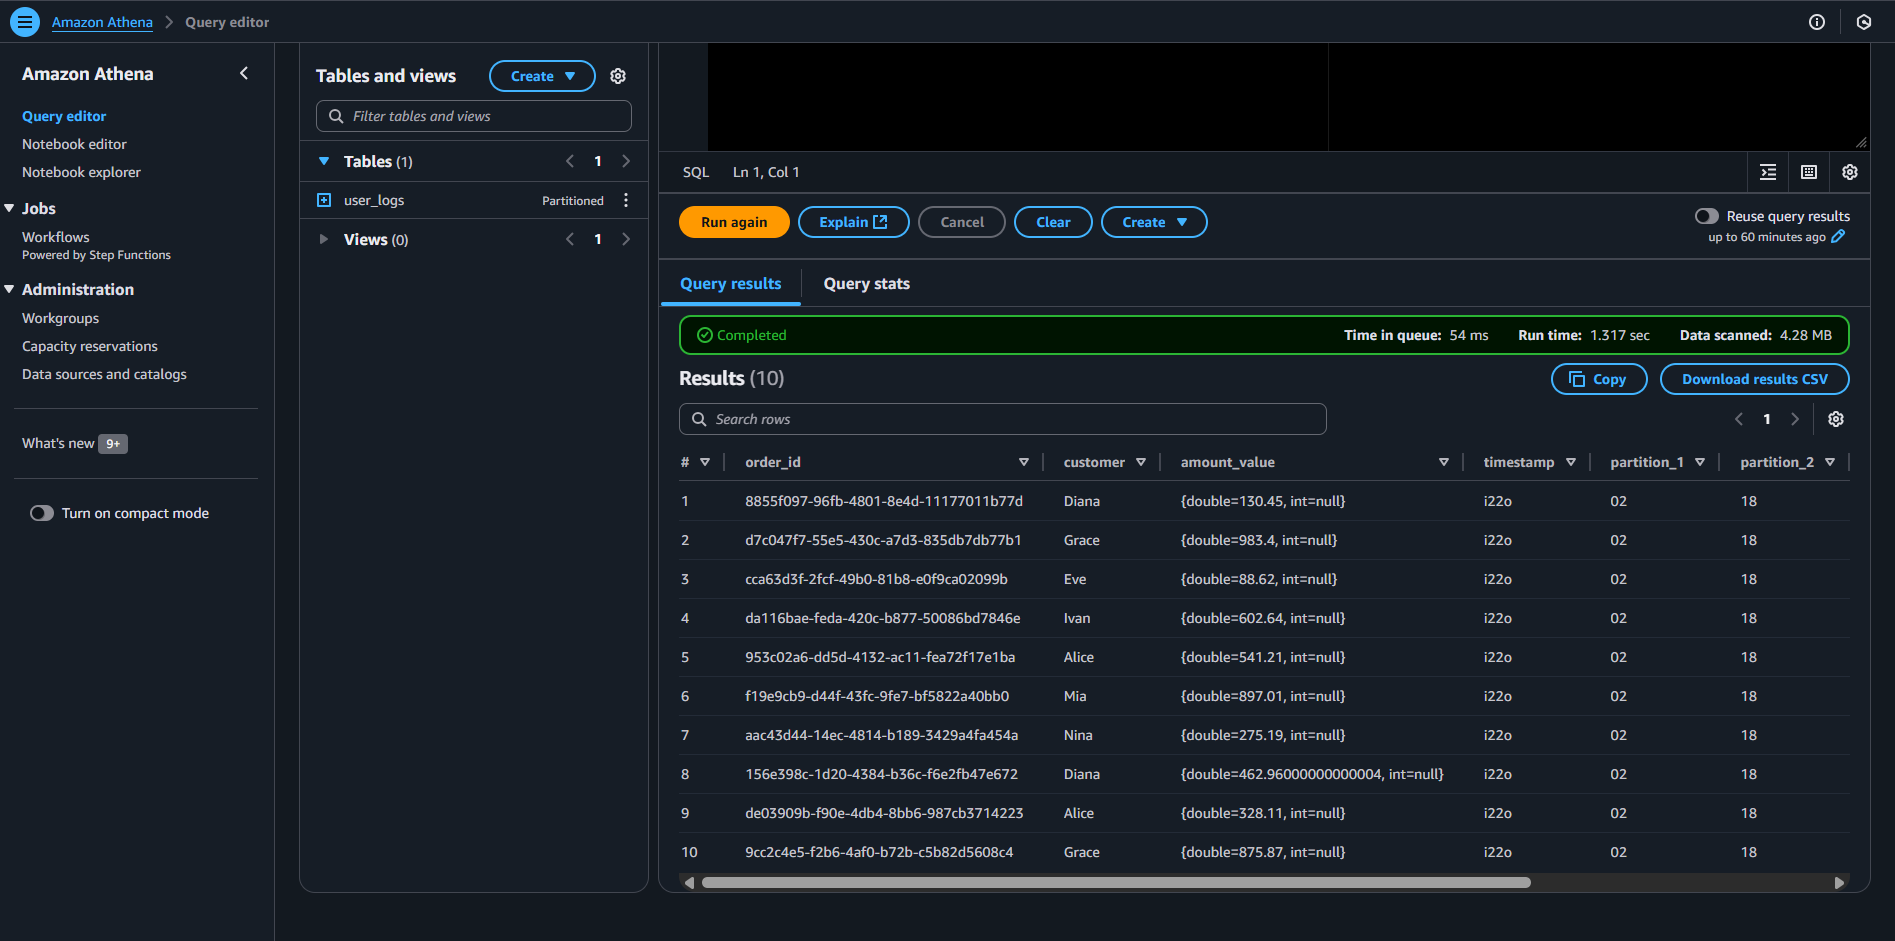 Amazon Athena > Query editor
Amazon Athena
Query editor
Notebook editor
Notebook explorer
Jobs
Workflows
Powered by Step Functions
Administration
Workgroups
Capacity reservations
Data sources and catalogs
What's new 9+
Turn on compact mode
Tables and views Create
Filter tables and views
Tables (1) 1
user_logs Partitioned
Views (0) 1
SQL Ln 1, Col 1
Run again Explain Cancel Clear Create
Reuse query results
up to 60 minutes ago
Query results Query stats
Completed Time in queue: 54 ms Run time: 1.317 sec Data scanned: 4.28 MB
Results (10) Copy Download results CSV
Search rows 1
# order_id customer amount_value timestamp partition_1 partition_2
1 8855f097-96fb-4801-8e4d-11177011b77d Diana {double=130.45, int=null} i22o 02 18
2 d7c047f7-55e5-430c-a7d3-835db7db77b1 Grace {double=983.4, int=null} i22o 02 18
3 cca63d3f-2fcf-49b0-81b8-e0f9ca02099b Eve {double=88.62, int=null} i22o 02 18
4 da116bae-feda-420c-b877-50086bd7846e Ivan {double=602.64, int=null} i22o 02 18
5 953c02a6-dd5d-4132-ac11-fea72f17e1ba Alice {double=541.21, int=null} i22o 02 18
6 f19e9cb9-d44f-43fc-9fe7-bf5822a40bb0 Mia {double=897.01, int=null} i22o 02 18
7 aac43d44-14ec-4814-b189-3429a4fa454a Nina {double=275.19, int=null} i22o 02 18
8 156e398c-1d20-4384-b36c-f6e2fb47e672 Diana {double=462.96000000000004, int=null} i22o 02 18
9 de03909b-f90e-4db4-8bb6-987cb3714223 Alice {double=328.11, int=null} i22o 02 18
10 9cc2c4e5-f2b6-4af0-b72b-c5b82d5608c4 Grace {double=875.87, int=null} i22o 02 18